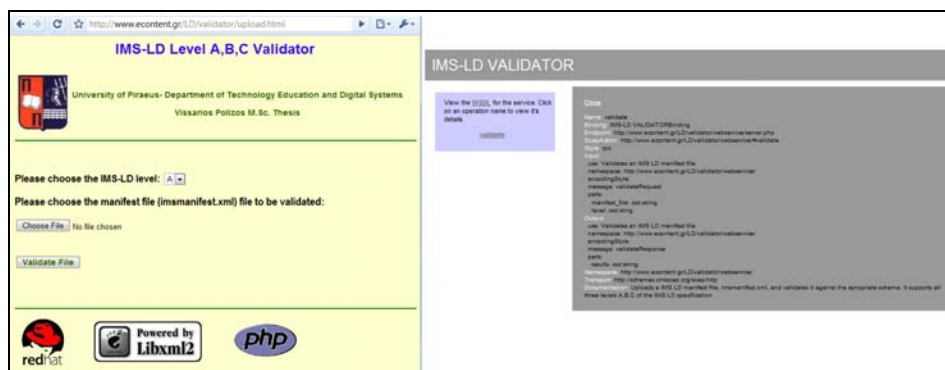 http://www.econtent.gr/LD/validator/upload.html
IMS-LD Level A,B,C Validator
University of Piraeus- Department of Technology Education and Digital Systems
Vissarios Polizos M.Sc. Thesis
Please choose the IMS-LD level: A
Please choose the manifest file (imsmanifest.xml) file to be validated:
Choose File No file chosen
Validate File
redhat
Powered by
Libxml2
php
IMS-LD VALIDATOR
View the WSDL for the service. Click
on an operation name to view it's
details.
validate
Close
Name: validate
Binding: IMS-LD VALIDATORBinding
Endpoint: http://www.econtent.gr/LD/validator/webservice/server.php
SoapAction: http://www.econtent.gr/LD/validator/webservice/#validate
Style: rpc
Input:
use: Validates an IMS LD manifest file
namespace: http://www.econtent.gr/LD/validator/webservice/
encodingStyle:
message: validateRequest
parts:
manifest_file: xsd:string
level: xsd:string
Output:
use: Validates an IMS LD manifest file
namespace: http://www.econtent.gr/LD/validator/webservice/
encodingStyle:
message: validateResponse
parts:
results: xsd:string
Namespace: http://www.econtent.gr/LD/validator/webservice/
Transport: http://schemas.xmlsoap.org/soap/http
Documentation: Uploads a IMS LD manifest file, imsmanifest.xml, and validates it against the apropriate schema. It supports all
three levels A,B,C of the IMS LD specification